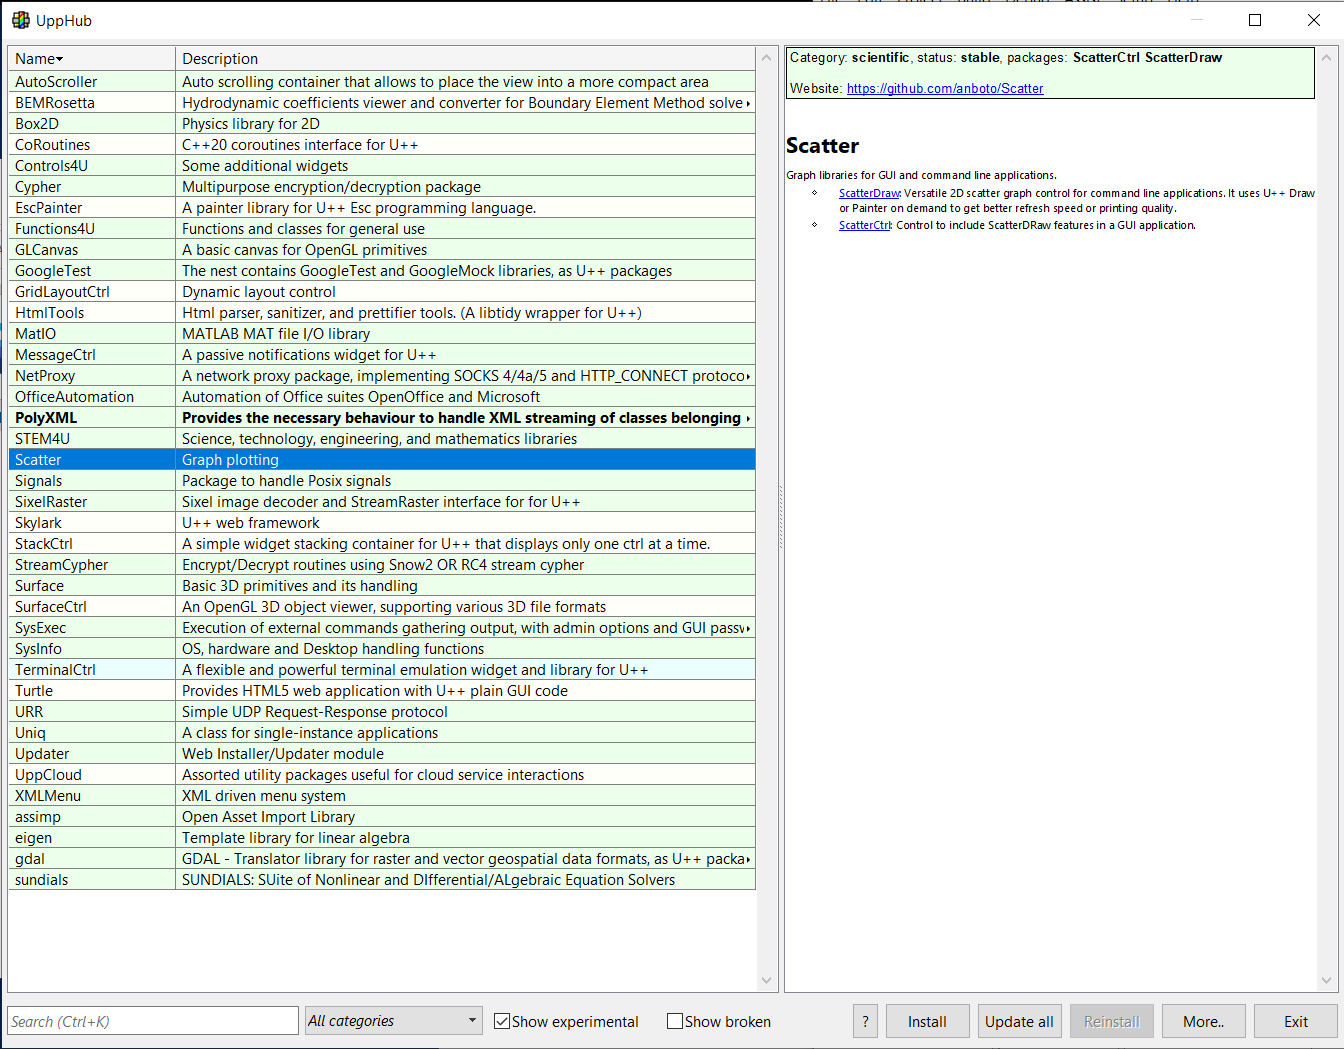 UppHub
Name Description
AutoScroller Auto scrolling container that allows to place the view into a more compact area
BEMRosetta Hydrodynamic coefficients viewer and converter for Boundary Element Method solve
Box2D Physics library for 2D
CoRoutines C++20 coroutines interface for U++
Controls4U Some additional widgets
Cypher Multipurpose encryption/decryption package
EscPainter A painter library for U++ Esc programming language.
Functions4U Functions and classes for general use
GLCanvas A basic canvas for OpenGL primitives
GoogleTest The nest contains GoogleTest and GoogleMock libraries, as U++ packages
GridLayoutCtrl Dynamic layout control
HtmlTools Html parser, sanitizer, and prettifier tools. (A libtidy wrapper for U++)
MatIO MATLAB MAT file I/O library
MessageCtrl A passive notifications widget for U++
NetProxy A network proxy package, implementing SOCKS 4/4a/5 and HTTP_CONNECT protoco
OfficeAutomation Automation of Office suites OpenOffice and Microsoft
PolyXML Provides the necessary behaviour to handle XML streaming of classes belonging
STEM4U Science, technology, engineering, and mathematics libraries
Scatter Graph plotting
Signals Package to handle Posix signals
SixelRaster Sixel image decoder and StreamRaster interface for for U++
Skylark U++ web framework
StackCtrl A simple widget stacking container for U++ that displays only one ctrl at a time.
StreamCypher Encrypt/Decrypt routines using Snow2 OR RC4 stream cypher
Surface Basic 3D primitives and its handling
SurfaceCtrl An OpenGL 3D object viewer, supporting various 3D file formats
SysExec Execution of external commands gathering output, with admin options and GUI passw
SysInfo OS, hardware and Desktop handling functions
TerminalCtrl A flexible and powerful terminal emulation widget and library for U++
Turtle Provides HTML5 web application with U++ plain GUI code
URR Simple UDP Request-Response protocol
Uniq A class for single-instance applications
Updater Web Installer/Updater module
UppCloud Assorted utility packages useful for cloud service interactions
XMLMenu XML driven menu system
assimp Open Asset Import Library
eigen Template library for linear algebra
gdal GDAL - Translator library for raster and vector geospatial data formats, as U++ packa
sundials SUNDIALS: SUite of Nonlinear and DIfferential/ALgebraic Equation Solvers
Category: scientific, status: stable, packages: ScatterCtrl ScatterDraw
Website: https://github.com/anboto/Scatter
Scatter
Graph libraries for GUI and command line applications.
ScatterDraw: Versatile 2D scatter graph control for command line applications. It uses U++ Draw
or Painter on demand to get better refresh speed or printing quality.
ScatterCtrl: Control to include ScatterDRaw features in a GUI application.
Search (Ctrl+K) All categories Show experimental Show broken ? Install Update all Reinstall More.. Exit